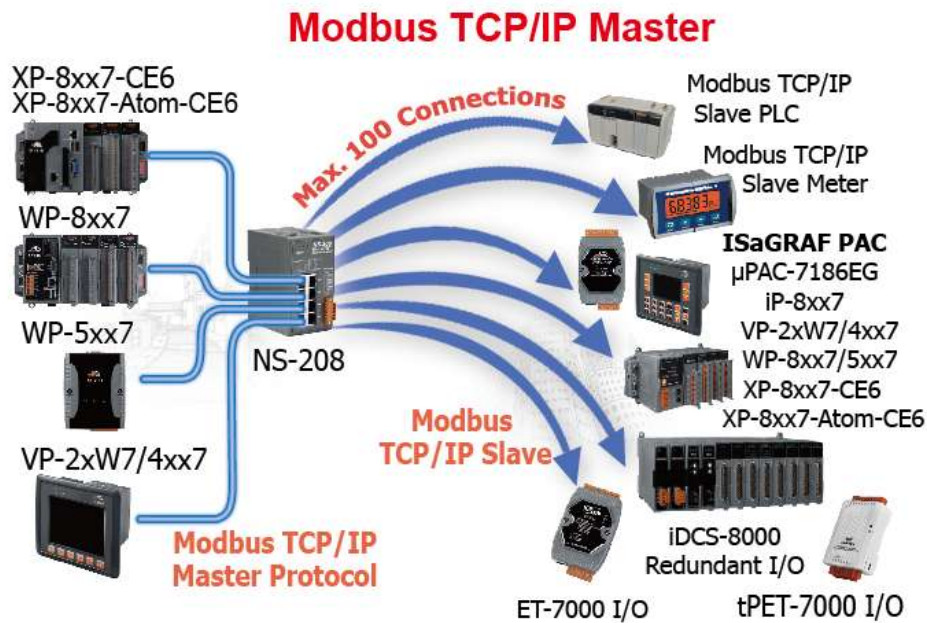 Modbus TCP/IP Master
XP-8xx7-CE6
XP-8xx7-Atom-CE6
WP-8xx7
WP-5xx7
VP-2xW7/4xx7
Modbus TCP/IP
Master Protocol
NS-208
Max. 100 Connections
Modbus
TCP/IP Slave
Modbus TCP/IP
Slave PLC
Modbus TCP/IP
Slave Meter
68383
ISaGRAF PAC
µPAC-7186EG
iP-8xx7
VP-2xW7/4xx7
WP-8xx7/5xx7
XP-8xx7-CE6
XP-8xx7-Atom-CE6
iDCS-8000
Redundant I/O
ET-7000 I/O
tPET-7000 I/O